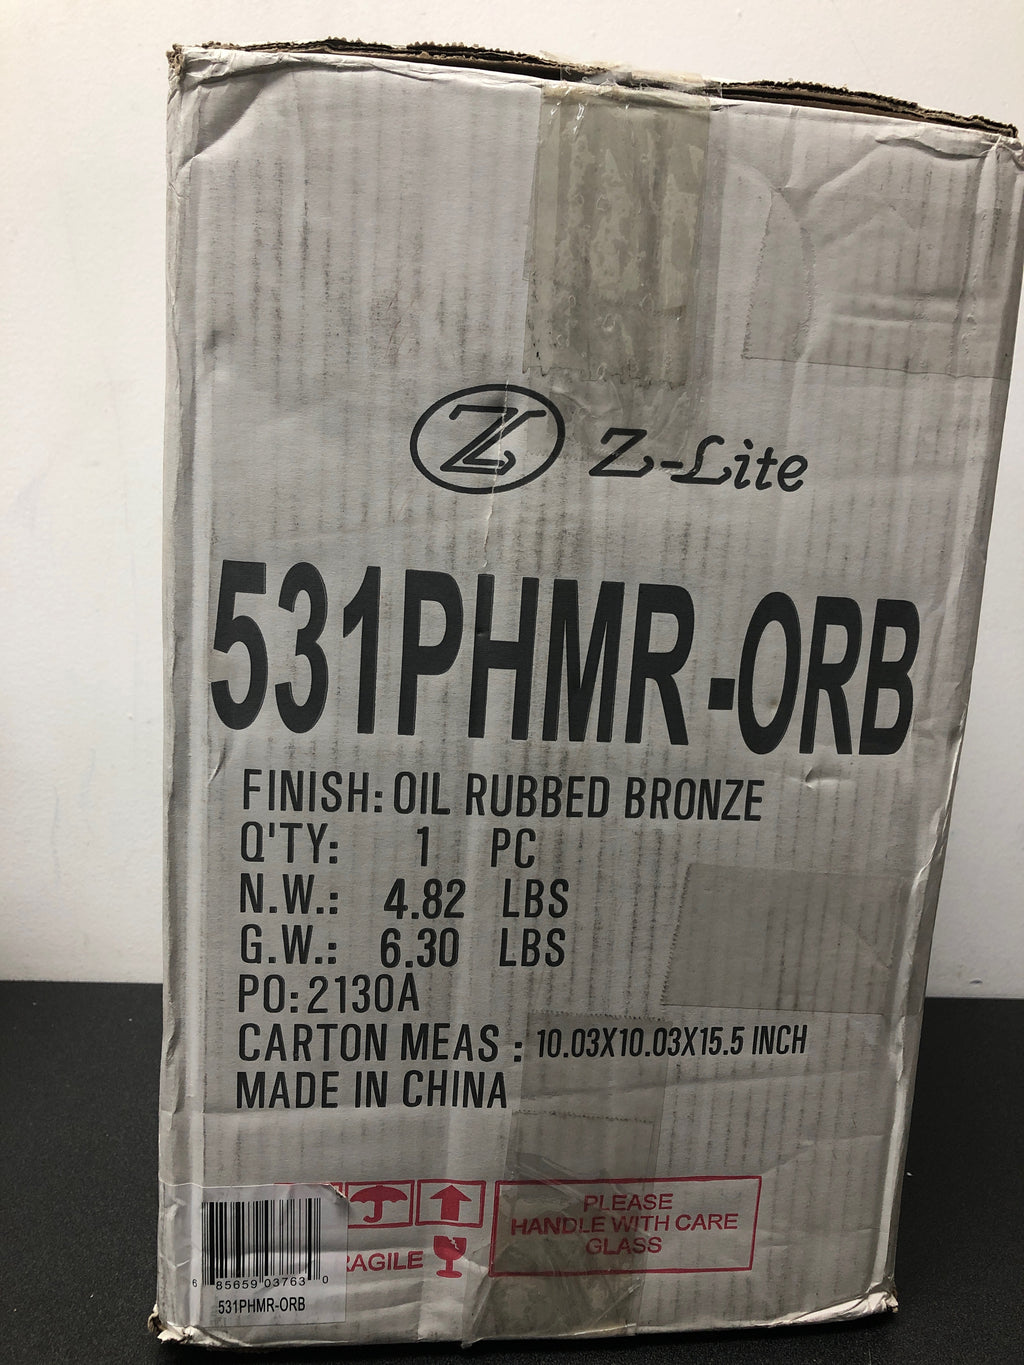 Z Z-Lite
531PHMR-ORB
FINISH: OIL RUBBED BRONZE
Q'TY: 1 PC
N.W.: 4.82 LBS
G.W.: 6.30 LBS
PO: 2130A
CARTON MEAS : 10.03X10.03X15.5 INCH
MADE IN CHINA
PLEASE
HANDLE WITH CARE
GLASS
RAGILE
6 85659 03763 0
531PHMR-ORB